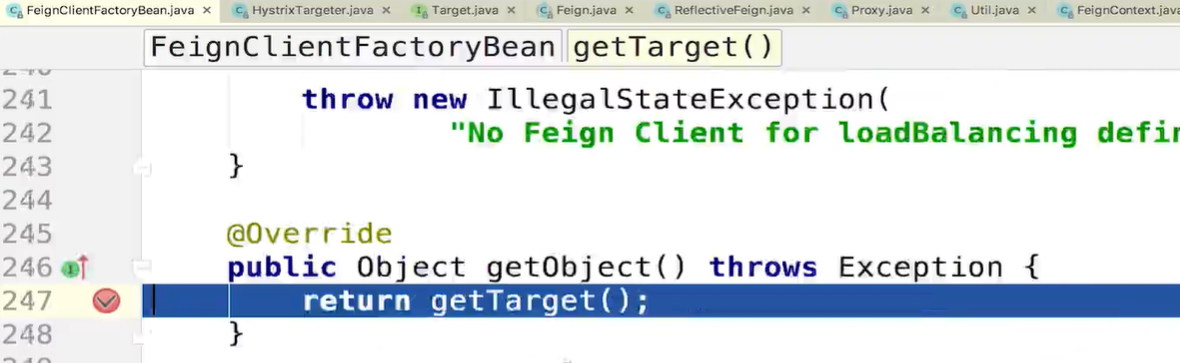 FeignClientFactoryBean.java × HystrixTargeter.java × Target.java × Feign.java × ReflectiveFeign.java × Proxy.java × Util.java × FeignContext.java
FeignClientFactoryBean getTarget()
241 throw new IllegalStateException(
242 "No Feign Client for loadBalancing defin
243 }
244
245 @Override
246 public Object getObject() throws Exception {
247 return getTarget();
248 }